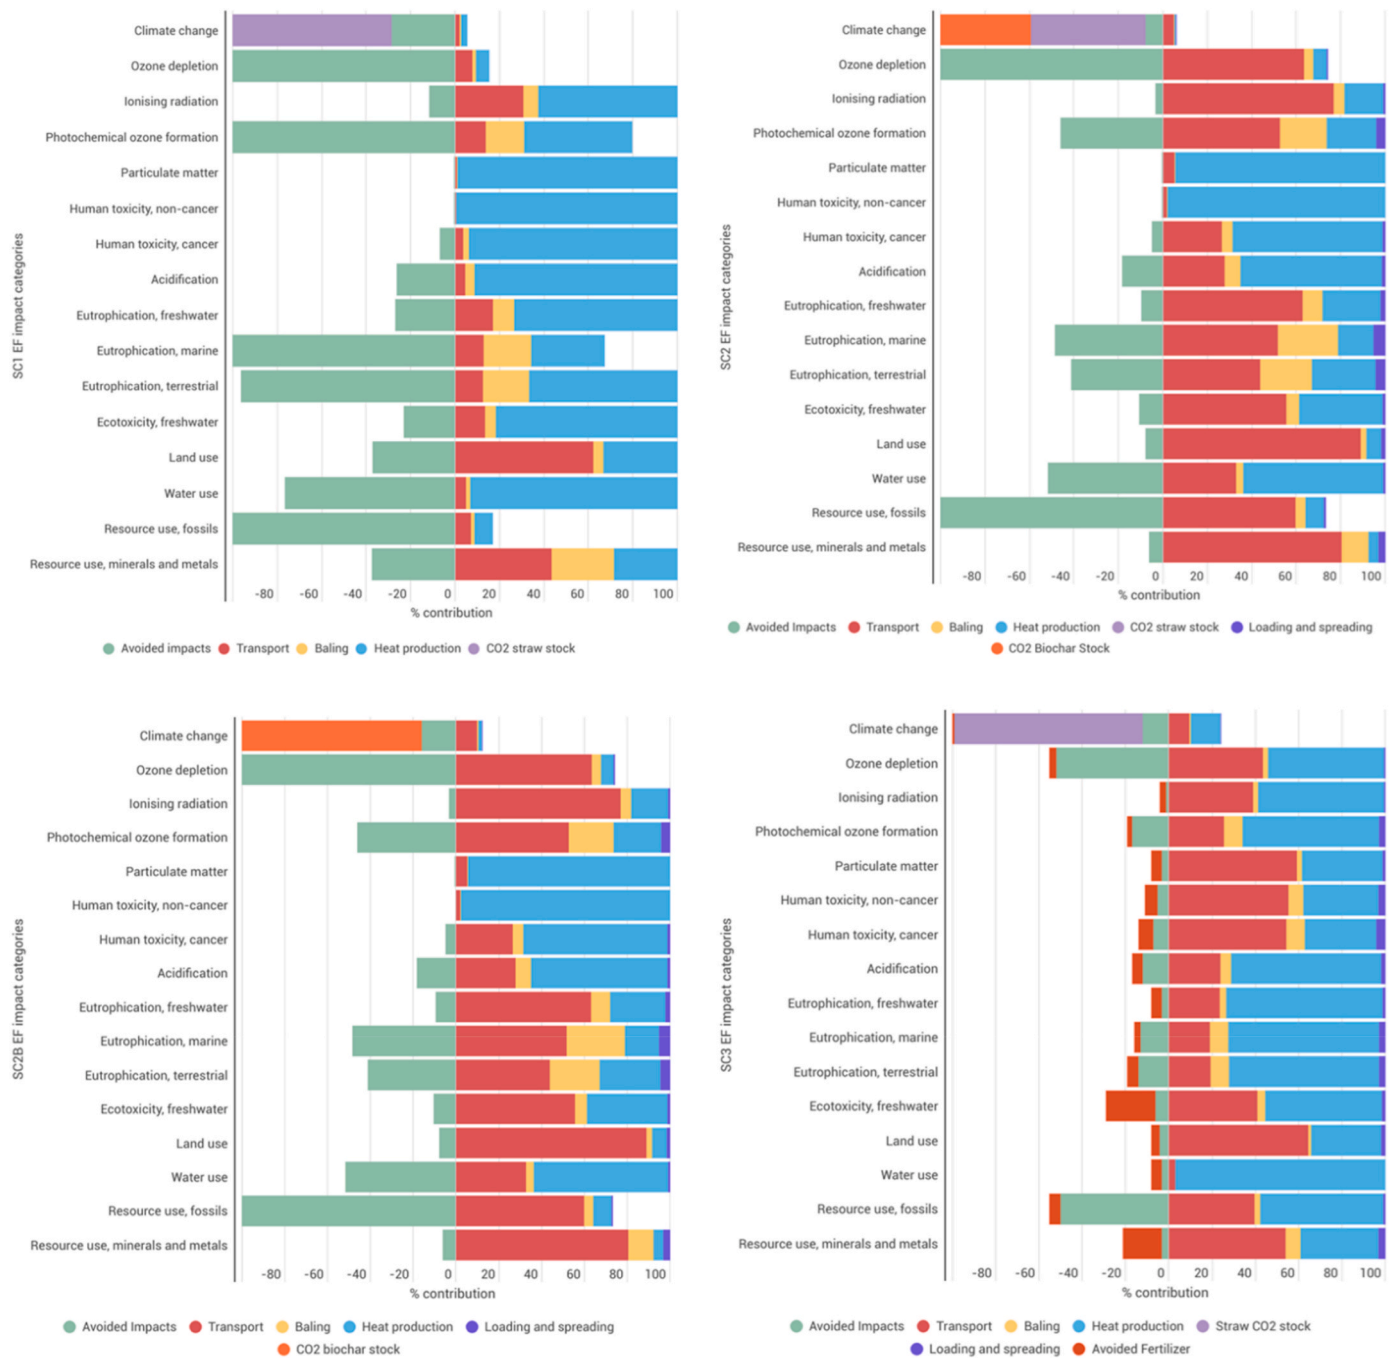 SC1 EF impact categories
Climate change
Ozone depletion
Ionising radiation
Photochemical ozone formation
Particulate matter
Human toxicity, non-cancer
Human toxicity, cancer
Acidification
Eutrophication, freshwater
Eutrophication, marine
Eutrophication, terrestrial
Ecotoxicity, freshwater
Land use
Water use
Resource use, fossils
Resource use, minerals and metals
-80 -60 -40 -20 0 20 40 60 80 100
% contribution
Avoided impacts Transport Baling Heat production CO2 straw stock
SC2 EF impact categories
Climate change
Ozone depletion
Ionising radiation
Photochemical ozone formation
Particulate matter
Human toxicity, non-cancer
Human toxicity, cancer
Acidification
Eutrophication, freshwater
Eutrophication, marine
Eutrophication, terrestrial
Ecotoxicity, freshwater
Land use
Water use
Resource use, fossils
Resource use, minerals and metals
-80 -60 -40 -20 0 20 40 60 80 100
% contribution
Avoided Impacts Transport Baling Heat production CO2 straw stock Loading and spreading
CO2 Biochar Stock
SC2B EF impact categories
Climate change
Ozone depletion
Ionising radiation
Photochemical ozone formation
Particulate matter
Human toxicity, non-cancer
Human toxicity, cancer
Acidification
Eutrophication, freshwater
Eutrophication, marine
Eutrophication, terrestrial
Ecotoxicity, freshwater
Land use
Water use
Resource use, fossils
Resource use, minerals and metals
-80 -60 -40 -20 0 20 40 60 80 100
% contribution
Avoided Impacts Transport Baling Heat production Loading and spreading
CO2 biochar stock
SC3 EF impact categories
Climate change
Ozone depletion
Ionising radiation
Photochemical ozone formation
Particulate matter
Human toxicity, non-cancer
Human toxicity, cancer
Acidification
Eutrophication, freshwater
Eutrophication, marine
Eutrophication, terrestrial
Ecotoxicity, freshwater
Land use
Water use
Resource use, fossils
Resource use, minerals and metals
-80 -60 -40 -20 0 20 40 60 80 100
% contribution
Avoided Impacts Transport Baling Heat production Straw CO2 stock
Loading and spreading Avoided Fertilizer